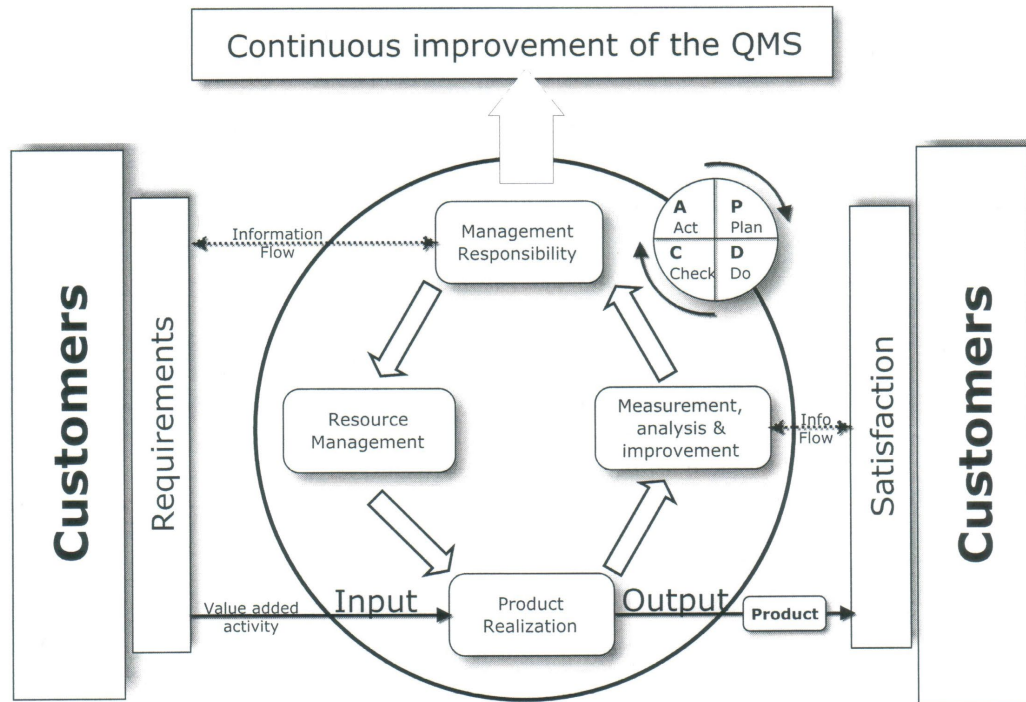 Continuous improvement of the QMS
Customers
Requirements
Information
Flow
Management
Responsibility
A
Act
P
Plan
C
Check
D
Do
Resource
Management
Measurement,
analysis &
improvement
Info
Flow
Satisfaction
Customers
Value added
activity
Input
Product
Realization
Output
Product